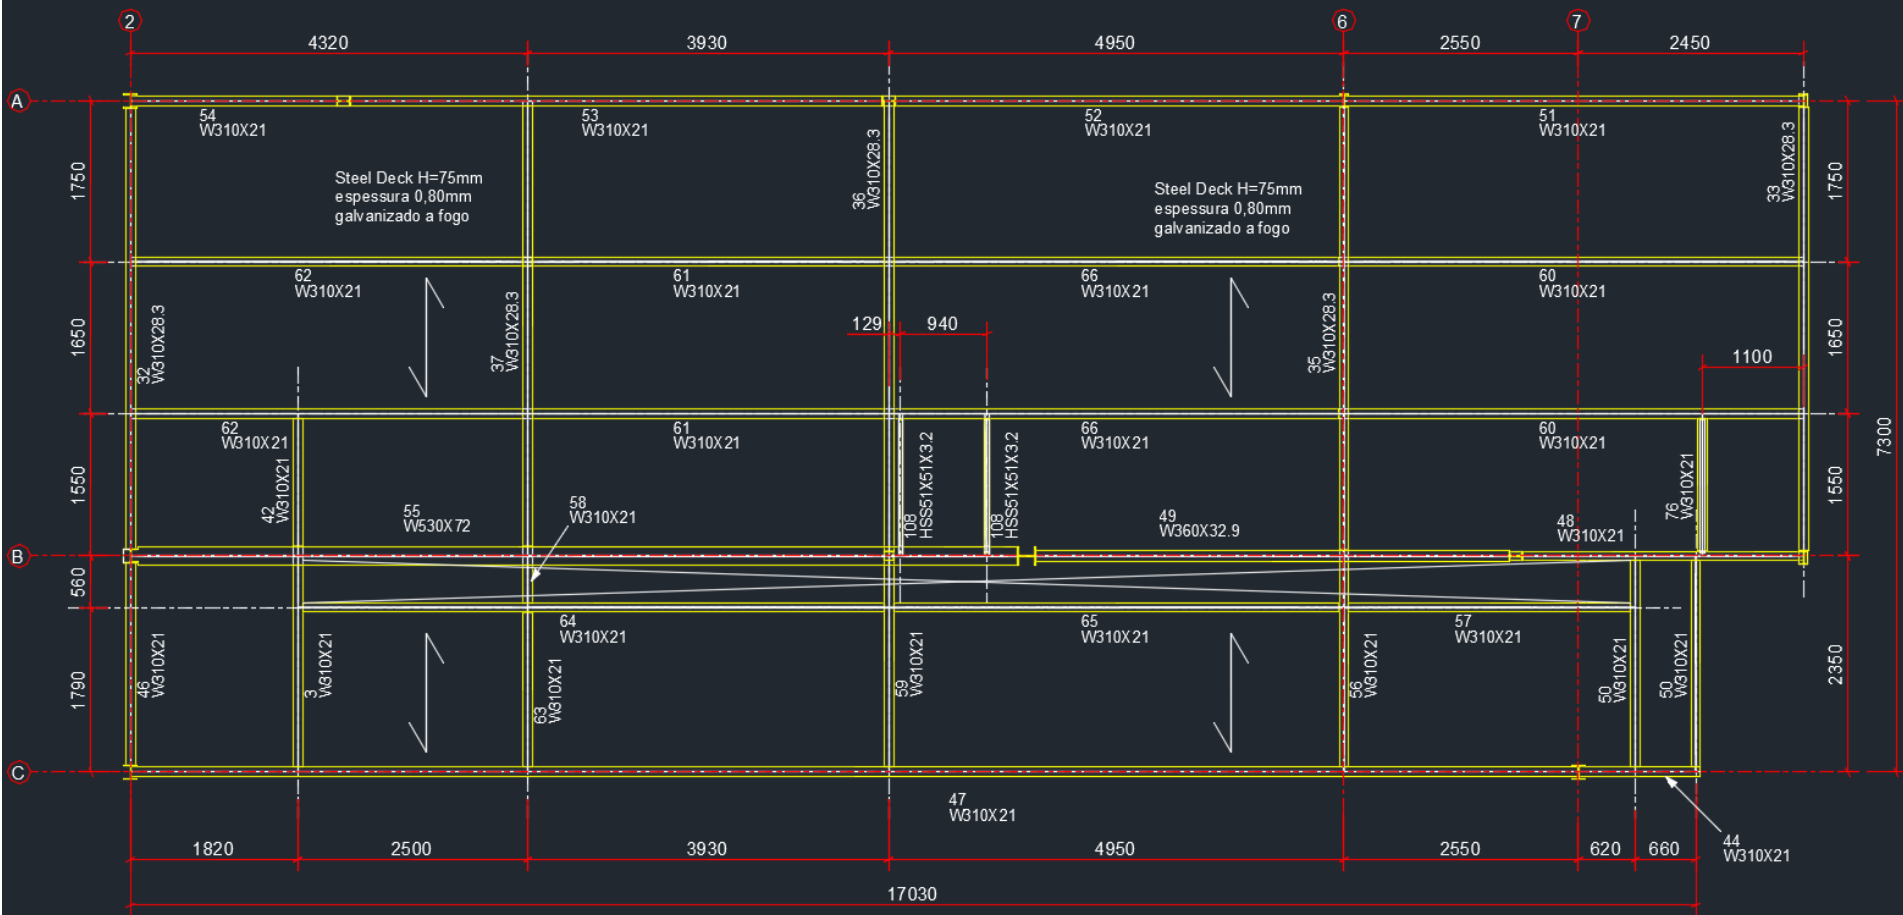 2
6
7
4320
3930
4950
2550
2450
A
54
W310X21
53
W310X21
52
W310X21
51
W310X21
1750
Steel Deck H=75mm
espessura 0,80mm
galvanizado a fogo
36
W310X28.3
Steel Deck H=75mm
espessura 0,80mm
galvanizado a fogo
33
W310X28.3
1750
62
W310X21
61
W310X21
66
W310X21
60
W310X21
1650
32
W310X28.3
37
W310X28.3
129
940
35
W310X28.3
1100
1650
62
W310X21
61
W310X21
66
W310X21
60
W310X21
7300
1550
42
W310X21
55
W530X72
58
W310X21
108
HSS51X51X3.2
108
HSS51X51X3.2
49
W360X32.9
48
W310X21
76
W310X21
1550
B
560
64
W310X21
65
W310X21
57
W310X21
1790
46
W310X21
3
W310X21
63
W310X21
59
W310X21
56
W310X21
50
W310X21
50
W310X21
2350
C
47
W310X21
44
W310X21
1820
2500
3930
4950
2550
620
660
17030